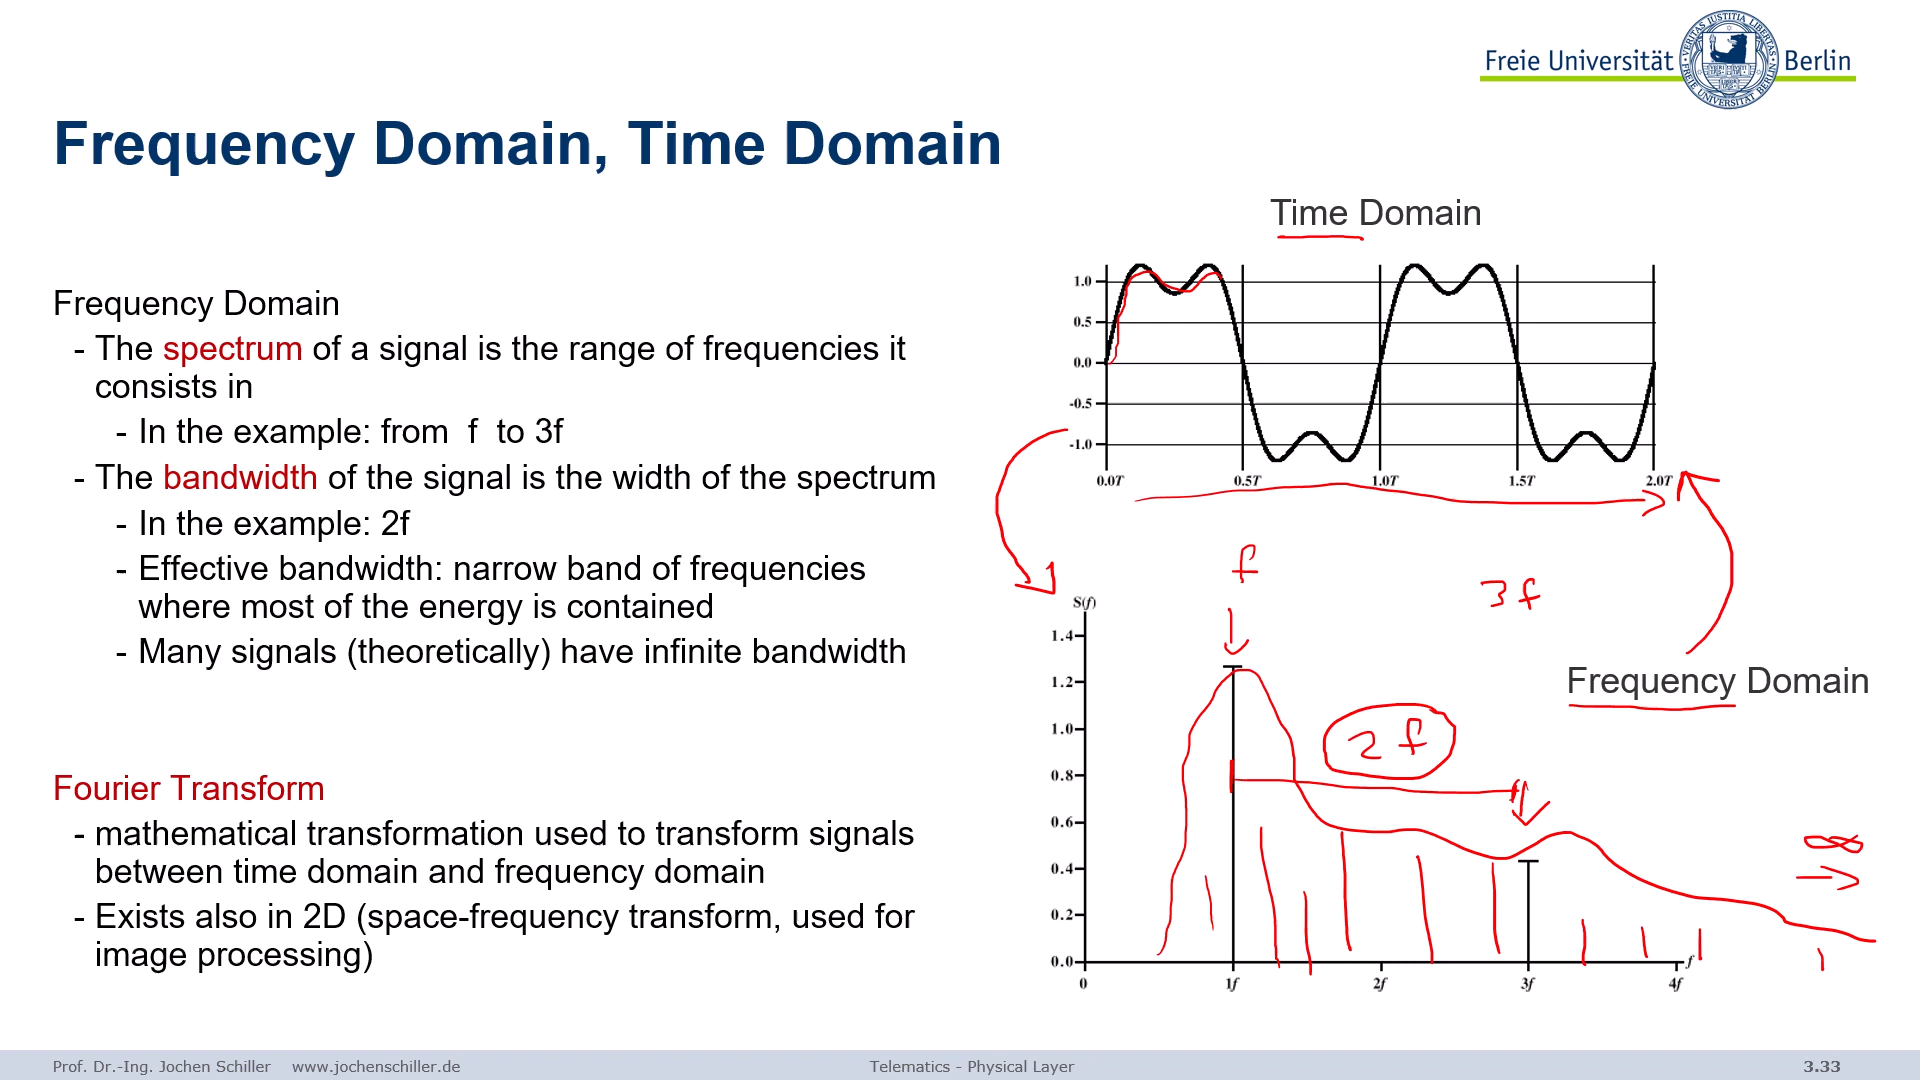 Freie Universität Berlin
Frequency Domain, Time Domain
Frequency Domain
- The spectrum of a signal is the range of frequencies it
consists in
- In the example: from f to 3f
- The bandwidth of the signal is the width of the spectrum
- In the example: 2f
- Effective bandwidth: narrow band of frequencies
where most of the energy is contained
- Many signals (theoretically) have infinite bandwidth
Fourier Transform
- mathematical transformation used to transform signals
between time domain and frequency domain
- Exists also in 2D (space-frequency transform, used for
image processing)
Time Domain
1.0
0.5
0.0
-0.5
-1.0
0.0T 0.5T 1.0T 1.5T 2.0T
f
3f
S(f)
1.4
1.2
1.0
0.8
0.6
0.4
0.2
0.0
Frequency Domain
2f
∞
f
0 1f 2f 3f 4f
Prof. Dr.-Ing. Jochen Schiller www.jochenschiller.de Telematics - Physical Layer 3.33